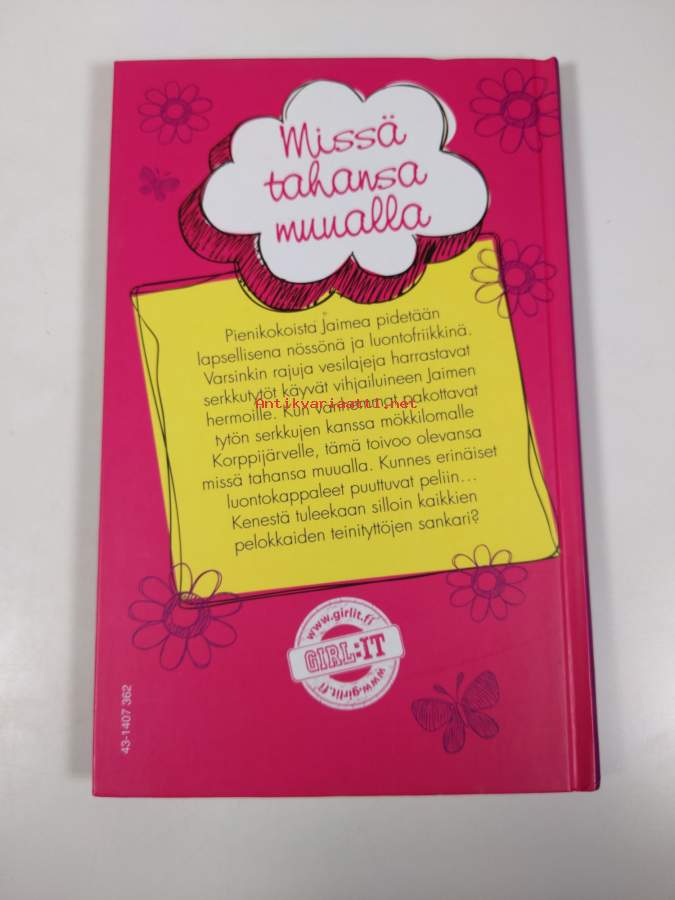 Missä
tahansa
muualla
Pienikokoista Jaimea pidetään
lapsellisena nössönä ja luontofriikkinä.
Varsinkin rajuja vesilajeja harrastavat
serkkutytöt käyvät vihjailuineen Jaimen
hermoille. Kun vanhemmat pakottavat
Antikvariaatti.net
tytön serkkujen kanssa mökkilomalle
Korppijärvelle, tämä toivoo olevansa
missä tahansa muualla. Kunnes erinäiset
luontokappaleet puuttuvat peliin...
Kenestä tuleekaan silloin kaikkien
pelokkaiden teinityttöjen sankari?
www.girlit.fi
GIRL:IT
www.girlit.fi
43-1407 362